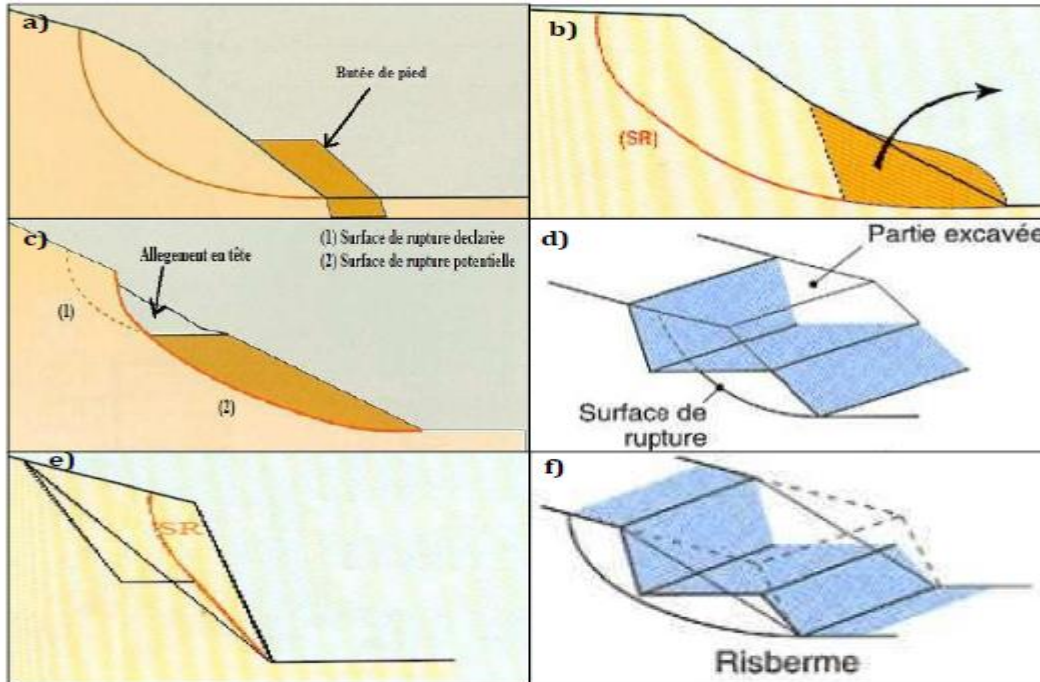 a)
Butée de pied
b)
(SR)
c)
Allegement en tête
(1) Surface de rupture declarée
(2) Surface de rupture potentielle
(1)
(2)
d)
Partie excavée
Surface de
rupture
e)
SR
f)
Risberme